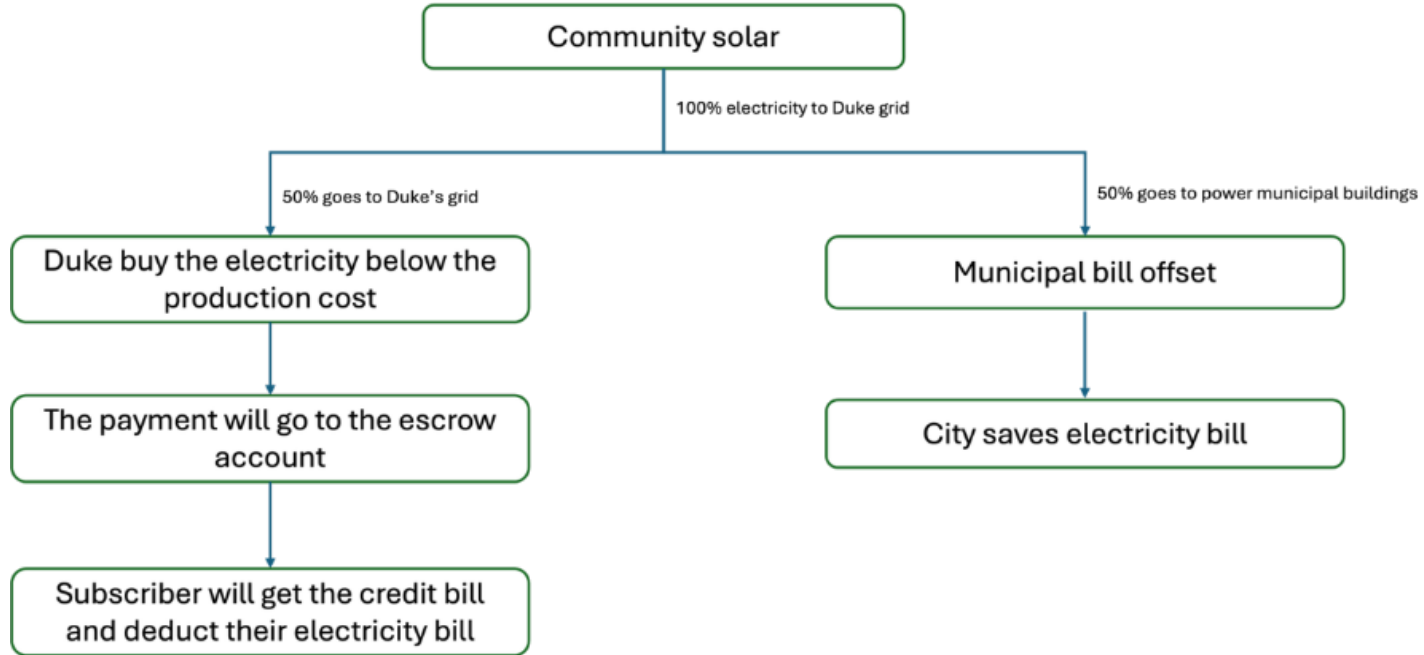 Community solar
100% electricity to Duke grid
50% goes to Duke’s grid
50% goes to power municipal buildings
Duke buy the electricity below the
production cost
Municipal bill offset
The payment will go to the escrow
account
City saves electricity bill
Subscriber will get the credit bill
and deduct their electricity bill